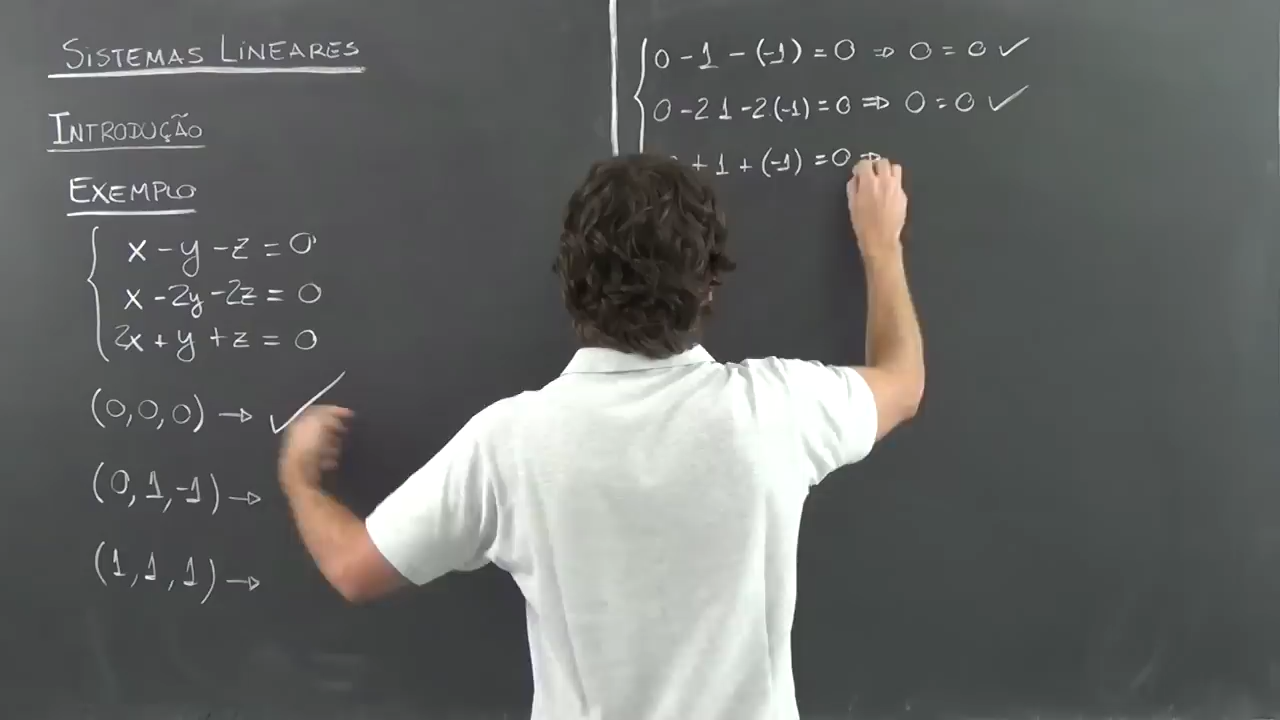 SISTEMAS LINEARES
INTRODUÇÃO
EXEMPLO
x - y - z = 0
x - 2y - 2z = 0
2x + y + z = 0
(0,0,0) → ✓
(0,1,-1) →
(1,1,1) →
0 - 1 - (-1) = 0 ⇒ 0 = 0 ✓
0 - 2 1 - 2.(-1) = 0 ⇒ 0 = 0 ✓
+ 1 + (-1) = 0 ⇒